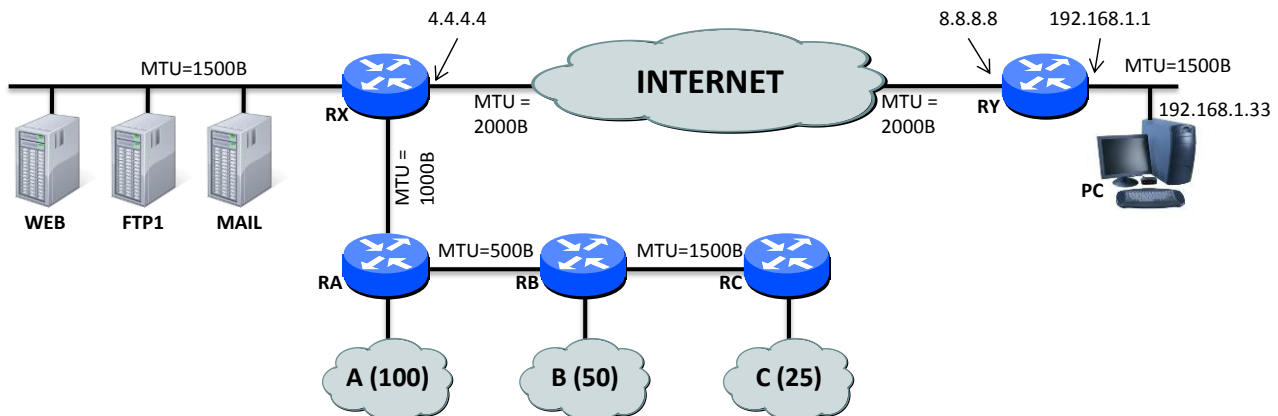 4.4.4.4
8.8.8.8
192.168.1.1
MTU=1500B
INTERNET
MTU=1500B
RX
MTU =
2000B
MTU =
2000B
RY
192.168.1.33
MTU =
1000B
PC
WEB
FTP1
MAIL
MTU=500B
MTU=1500B
RA
RB
RC
A (100)
B (50)
C (25)